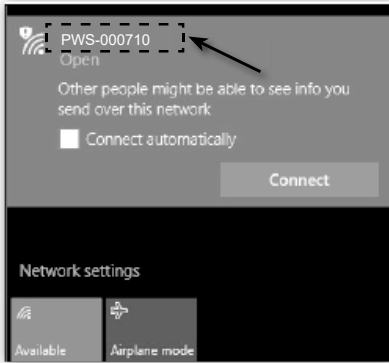 PWS-000710
Open
Other people might be able to see info you
send over this network
Connect automatically
Connect
Network settings
Available
Airplane mode